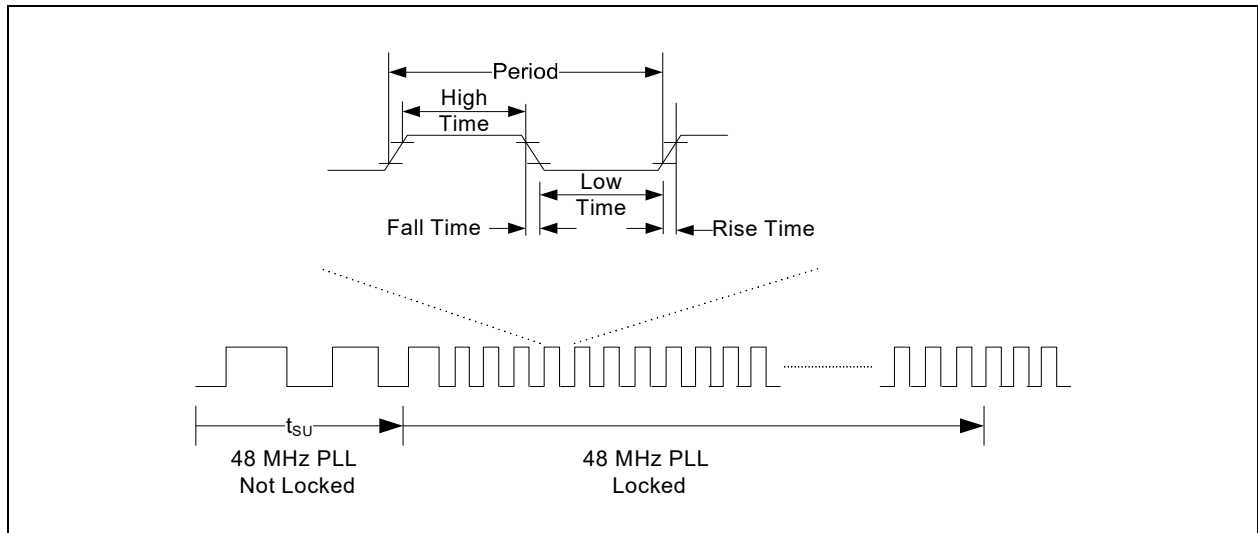 Period
High
Time
Low
Time
Fall Time
Rise Time
tSU
48 MHz PLL
Not Locked
48 MHz PLL
Locked